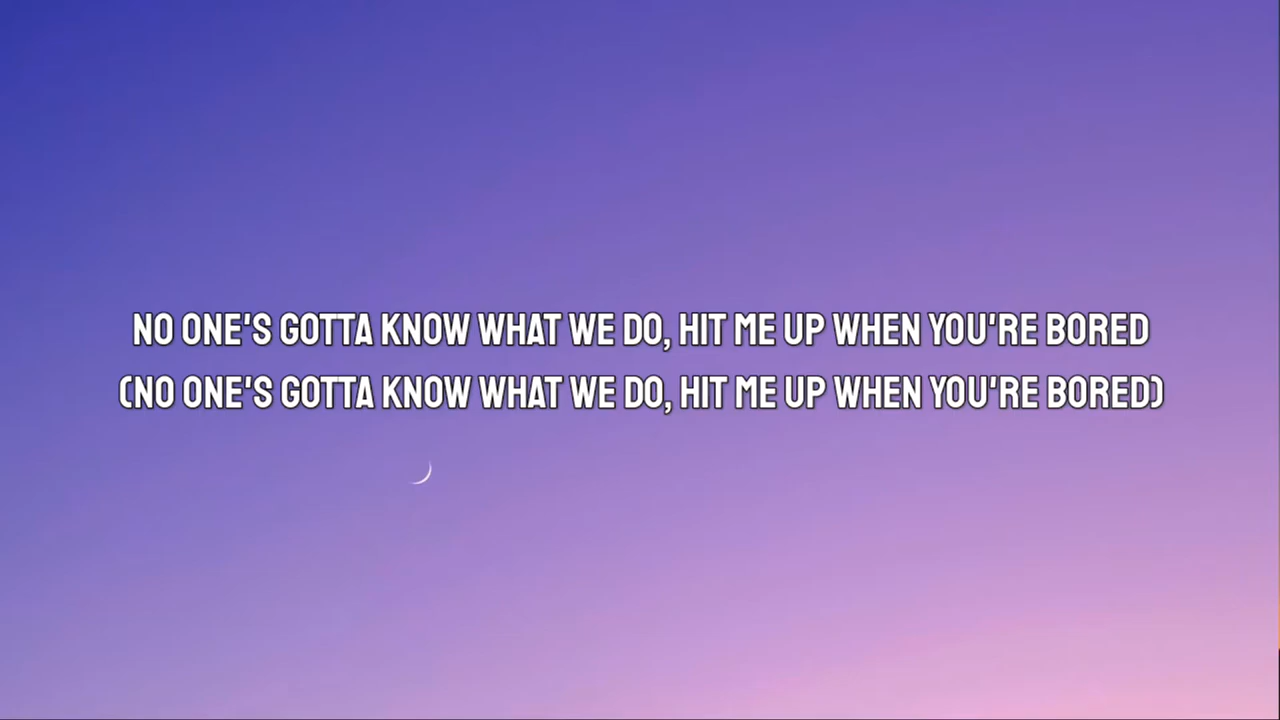 NO ONE'S GOTTA KNOW WHAT WE DO, HIT ME UP WHEN YOU'RE BORED
(NO ONE'S GOTTA KNOW WHAT WE DO, HIT ME UP WHEN YOU'RE BORED)